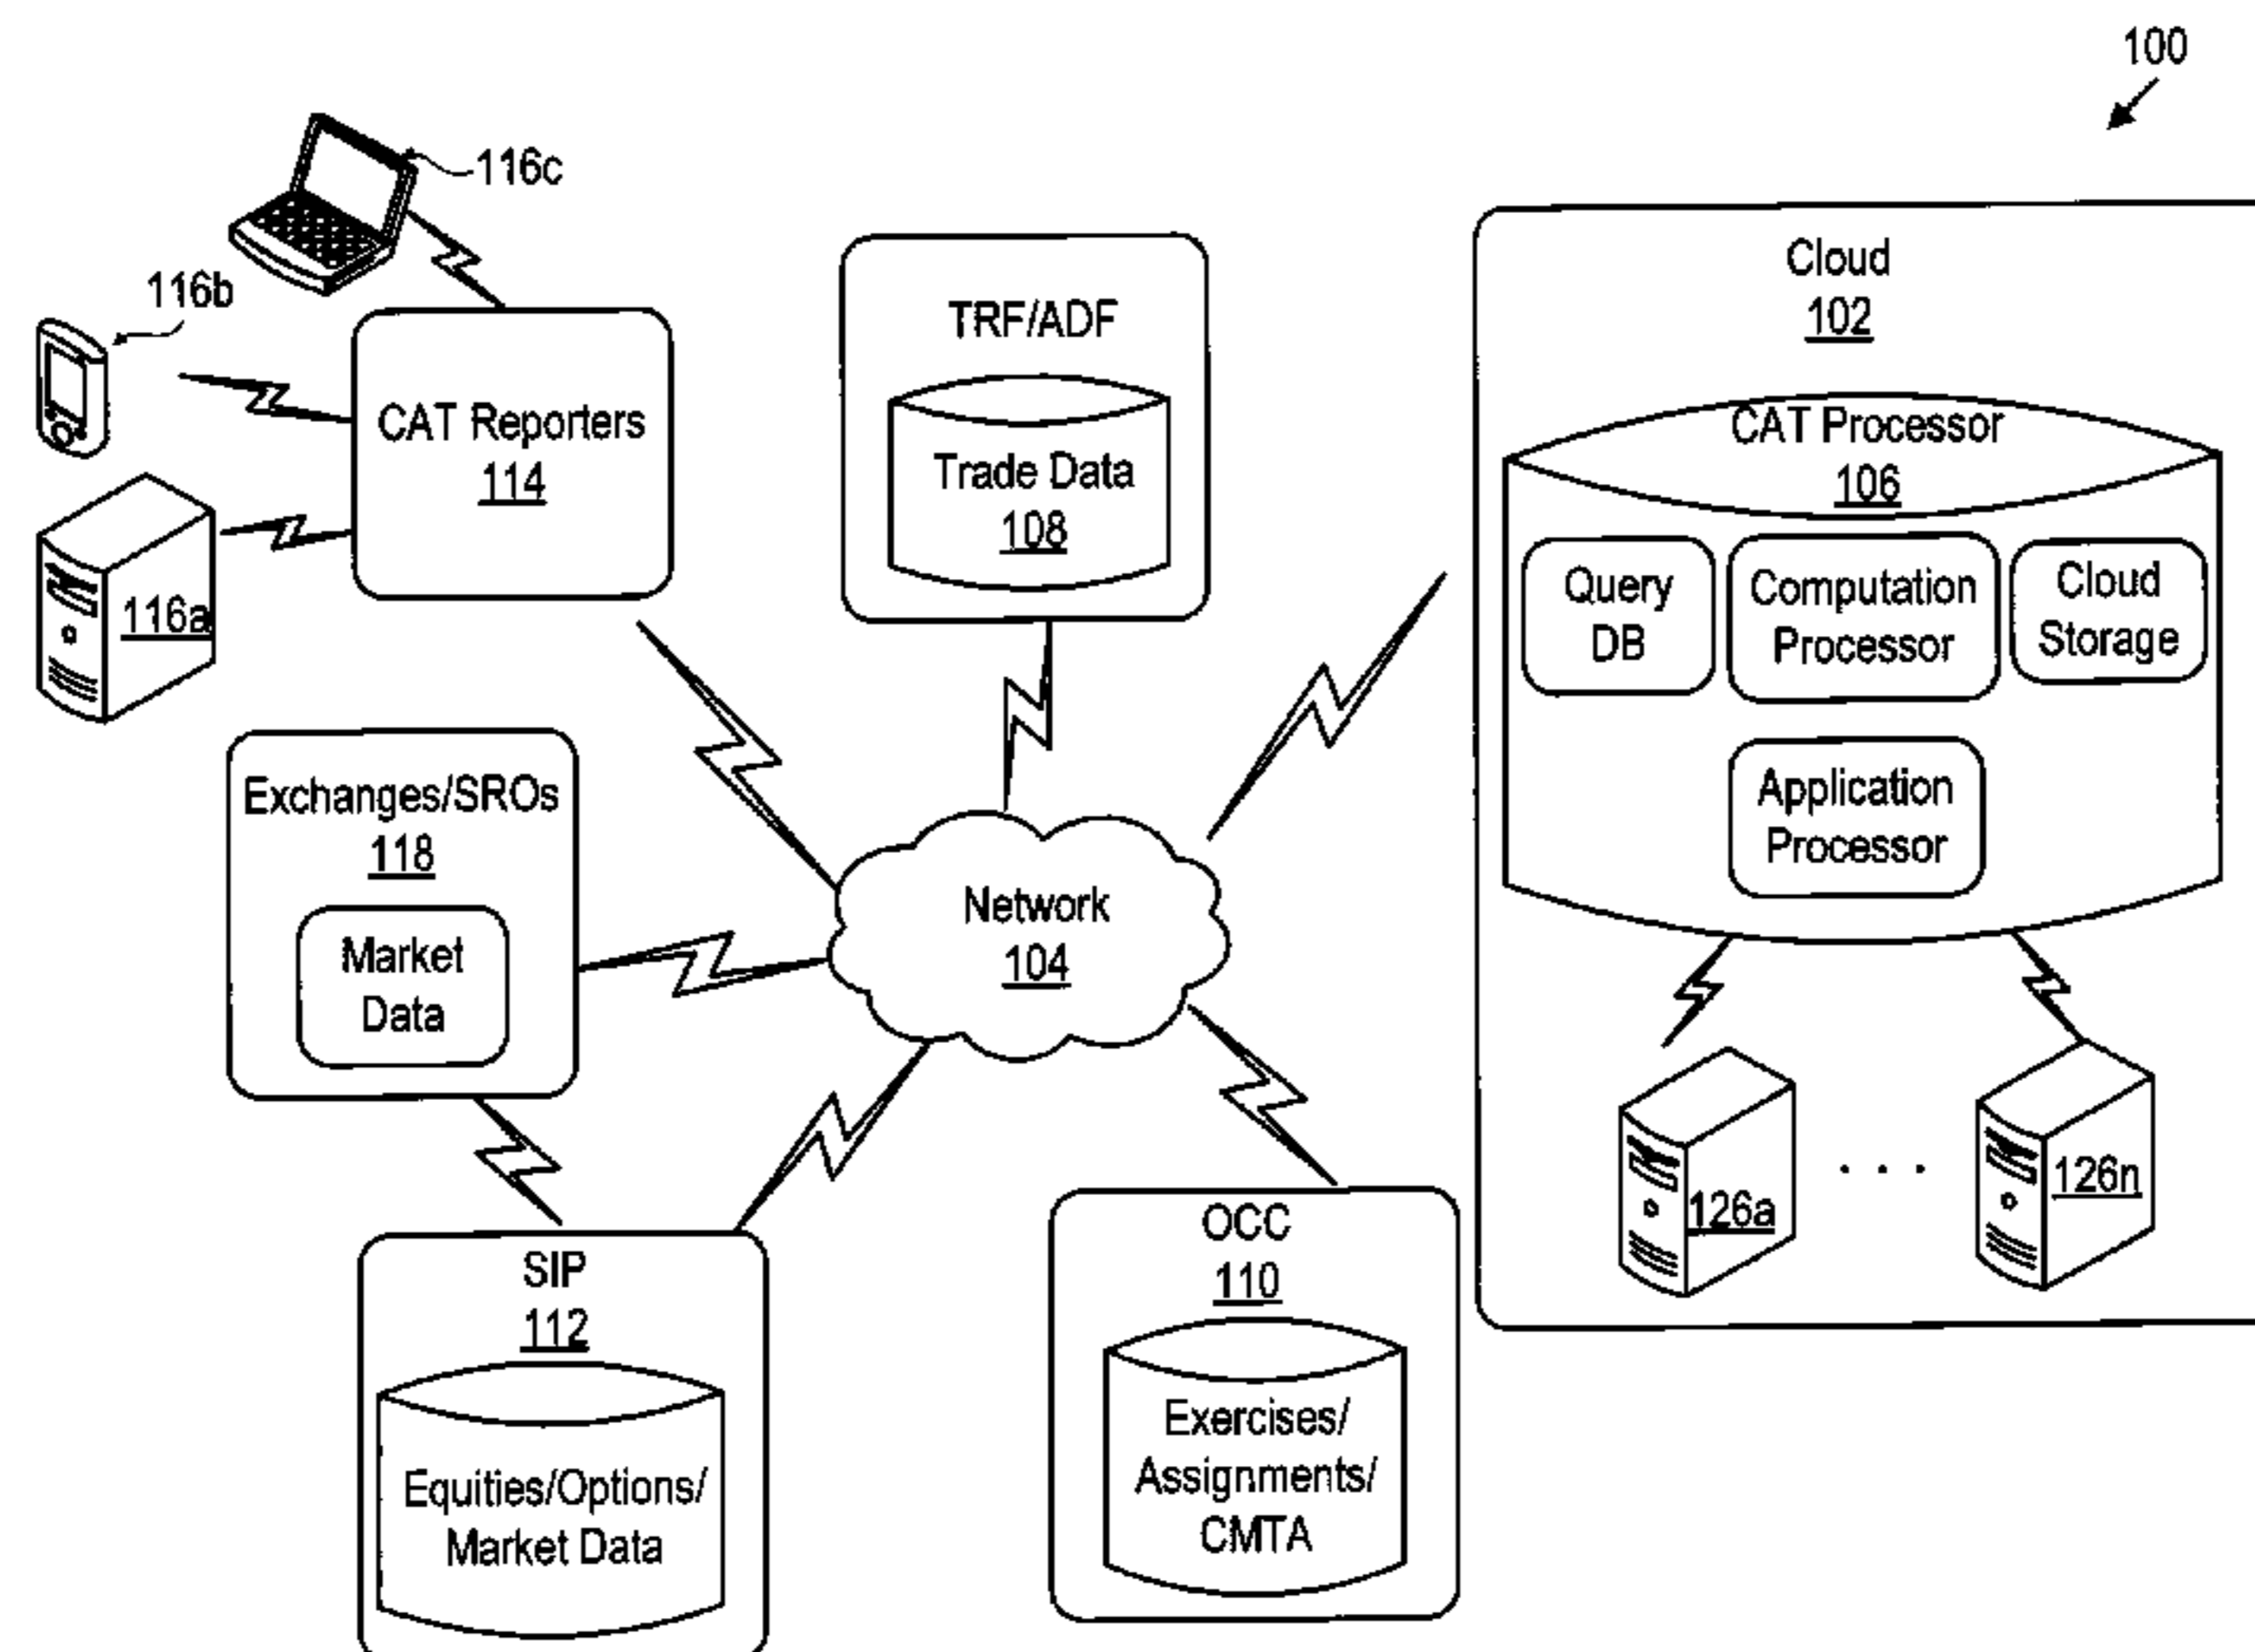 100
116c
116b
116a
CAT Reporters
114
TRF/ADF
Trade Data
108
Cloud
102
CAT Processor
106
Query
DB
Computation
Processor
Cloud
Storage
Application
Processor
126a
. . .
126n
Exchanges/SROs
118
Market
Data
Network
104
SIP
112
Equities/Options/
Market Data
OCC
110
Exercises/
Assignments/
CMTA